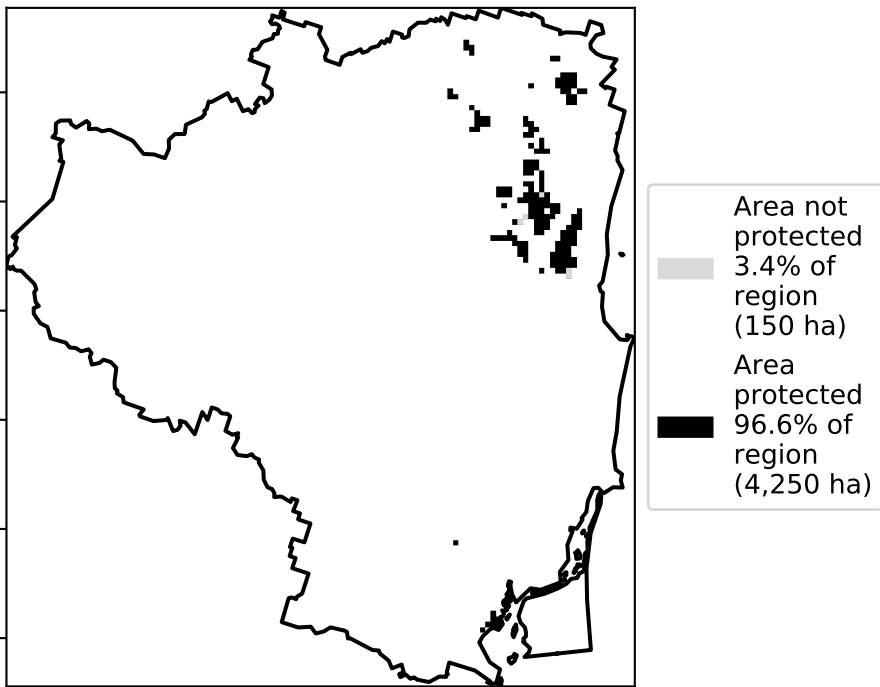 Area not
protected
3.4% of
region
(150 ha)
Area
protected
96.6% of
region
(4,250 ha)